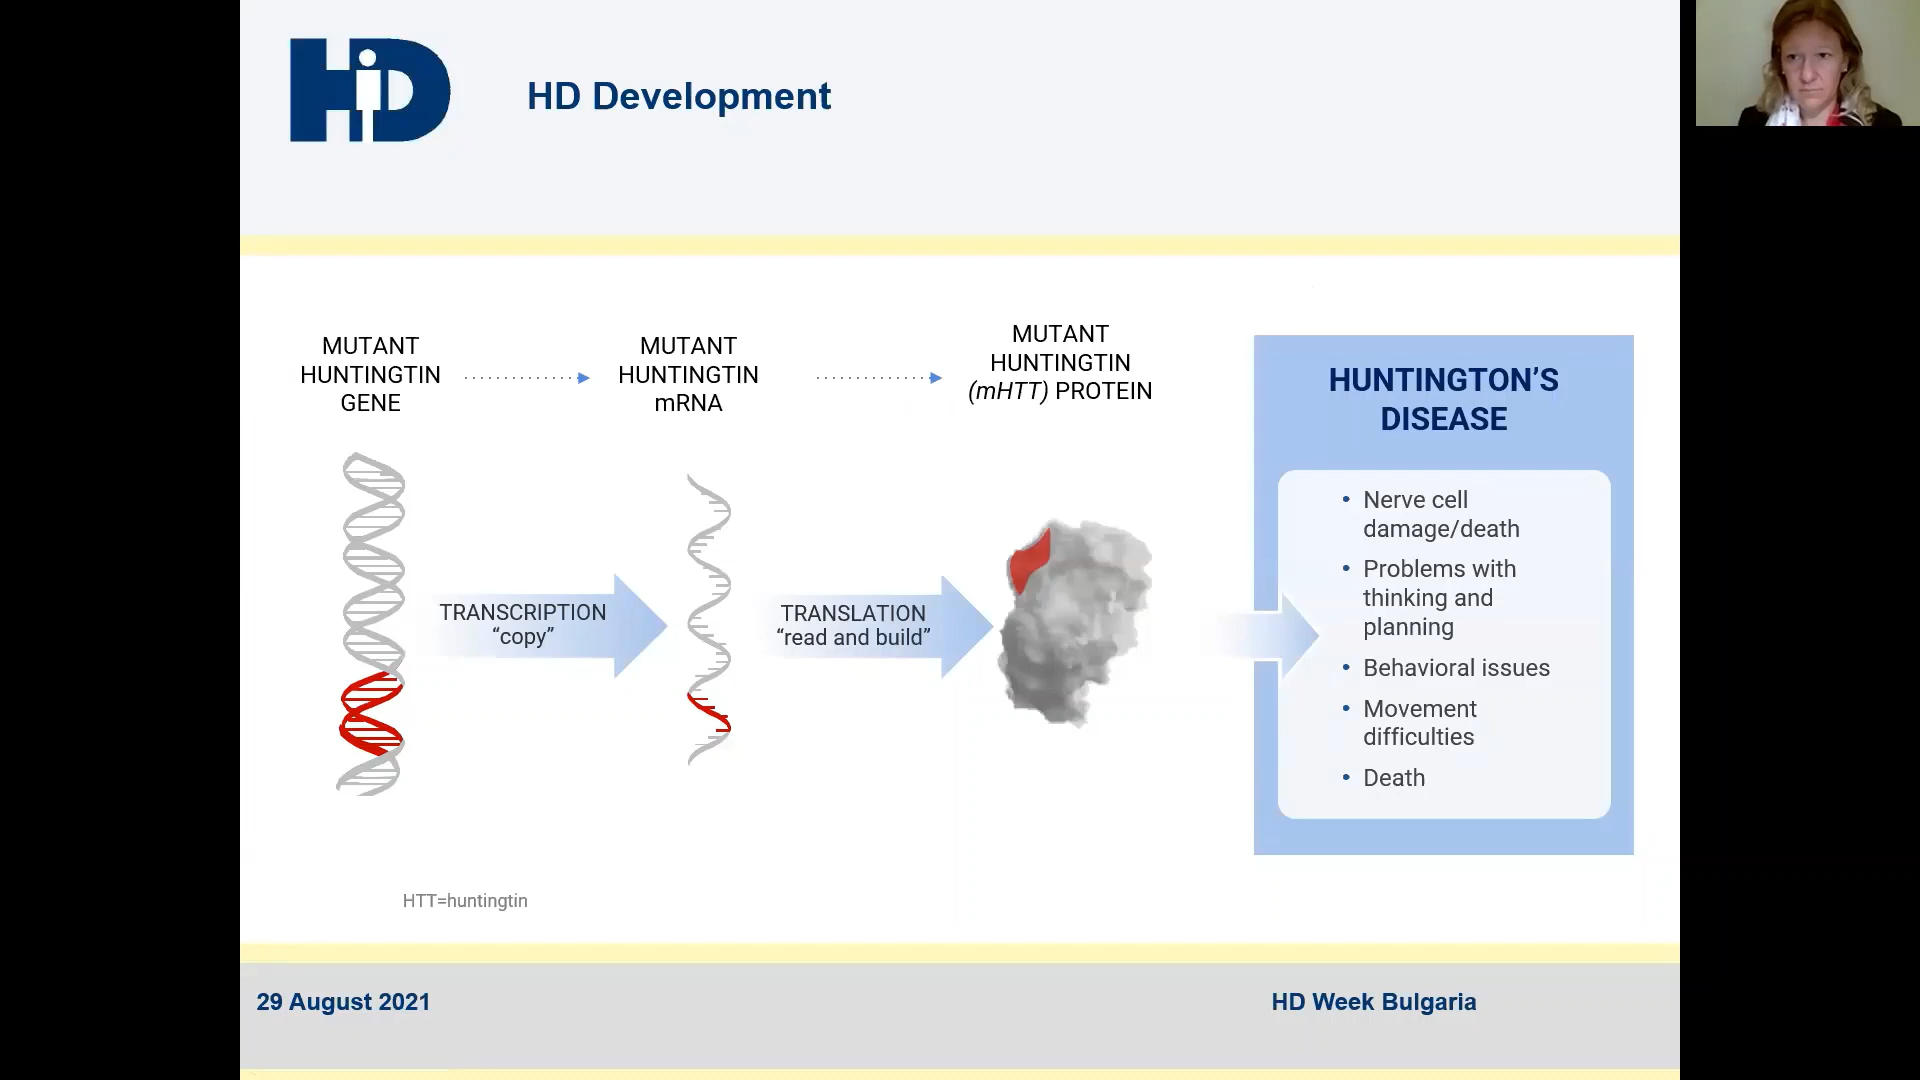 HD
HD Development
MUTANT
HUNTINGTIN
GENE
MUTANT
HUNTINGTIN
mRNA
MUTANT
HUNTINGTIN
(mHTT) PROTEIN
TRANSCRIPTION
“copy”
TRANSLATION
“read and build”
HUNTINGTON’S
DISEASE
• Nerve cell
damage/death
• Problems with
thinking and
planning
• Behavioral issues
• Movement
difficulties
• Death
HTT=huntingtin
29 August 2021
HD Week Bulgaria